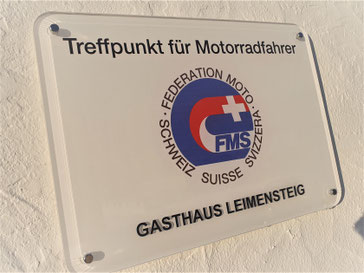 Treffpunkt für Motorradfahrer
· FEDERATION MOTO ·
SCHWEIZ SUISSE SVIZZERA
FMS
GASTHAUS LEIMENSTEIG